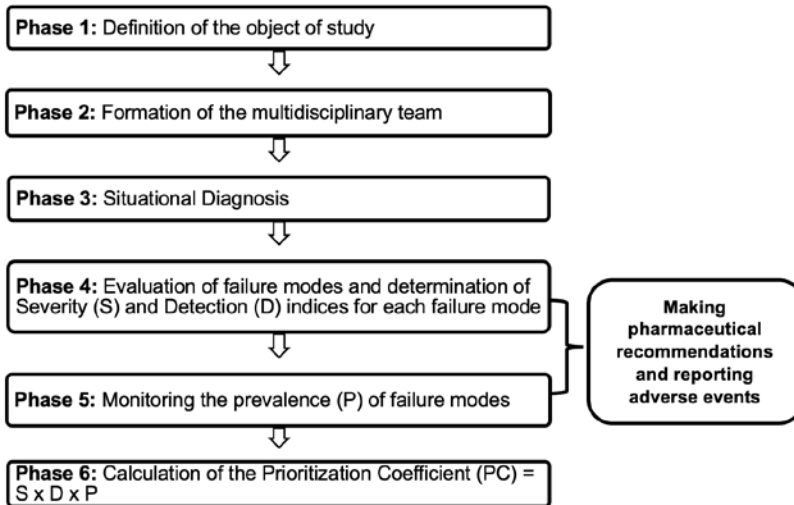 Phase 1: Definition of the object of study
Phase 2: Formation of the multidisciplinary team
Phase 3: Situational Diagnosis
Phase 4: Evaluation of failure modes and determination of
Severity (S) and Detection (D) indices for each failure mode
Phase 5: Monitoring the prevalence (P) of failure modes
Phase 6: Calculation of the Prioritization Coefficient (PC) =
S x D x P
Making
pharmaceutical
recommendations
and reporting
adverse events